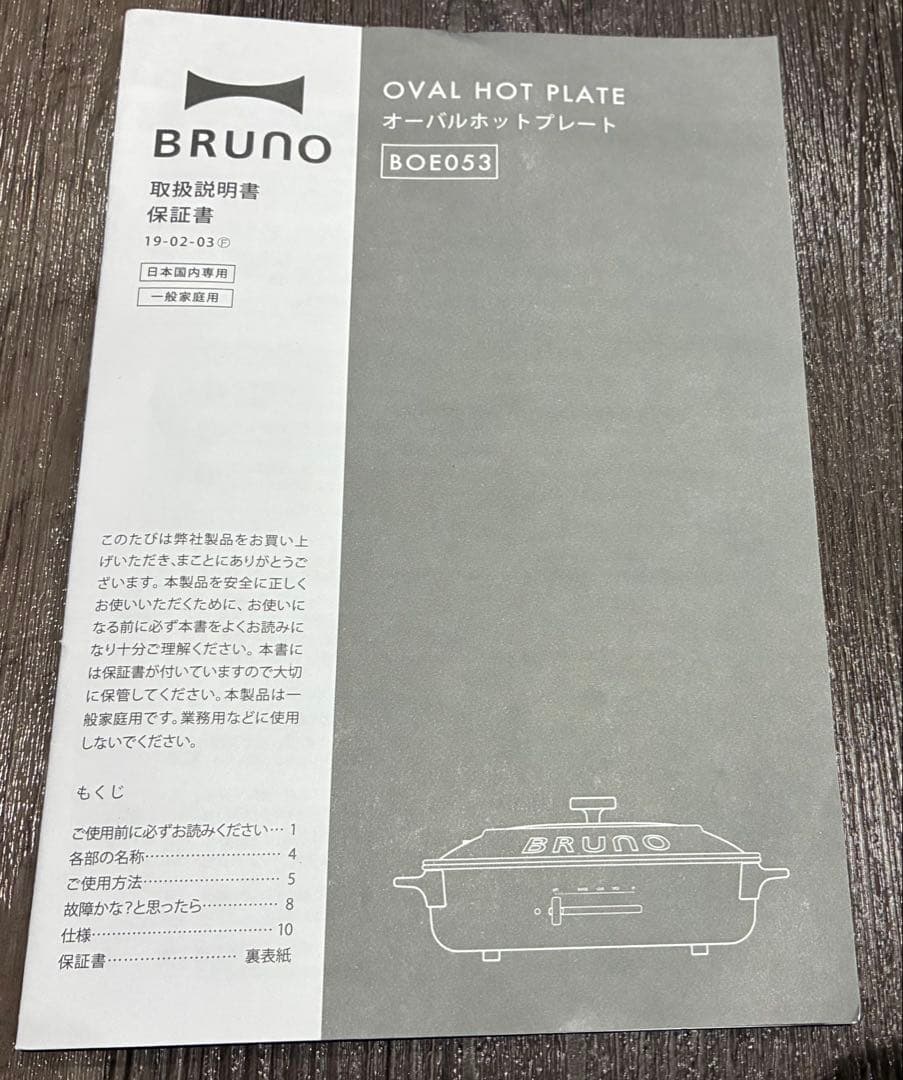 BRUNO
取扱説明書
保証書
19-02-03Ⓕ
日本国内専用
一般家庭用
OVAL HOT PLATE
オーバルホットプレート
BOE053
このたびは弊社製品をお買い上
げいただき、まことにありがとうご
ざいます。本製品を安全に正しく
お使いいただくために、お使いに
なる前に必ず本書をよくお読みに
なり十分ご理解ください。本書に
は保証書が付いていますので大切
に保管してください。本製品は一
般家庭用です。業務用などに使用
しないでください。
もくじ
ご使用前に必ずお読みください… 1
各部の名称……………………… 4
ご使用方法……………………… 5
故障かな?と思ったら…………… 8
仕様……………………………… 10
保証書…………………… 裏表紙
BRUNO